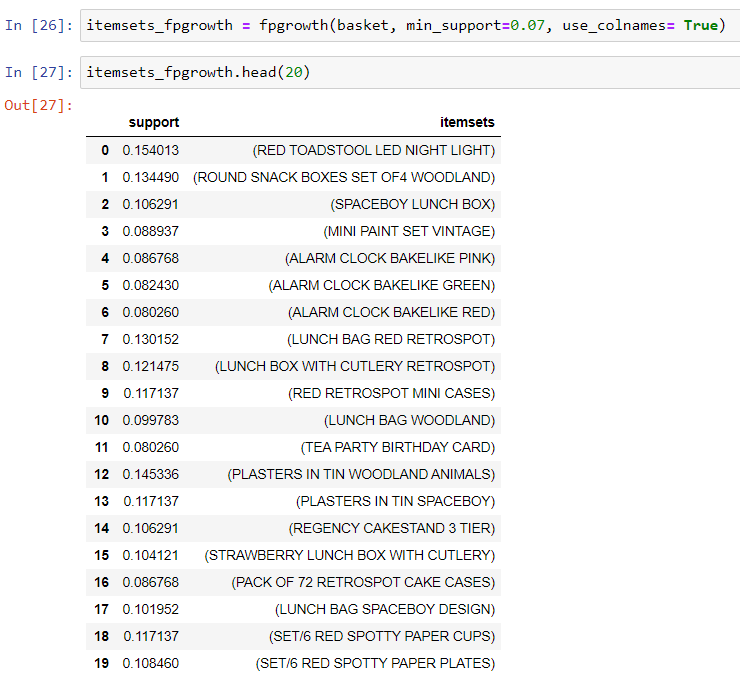 In [26]: itemsets_fpgrowth = fpgrowth(basket, min_support=0.07, use_colnames= True)
In [27]: itemsets_fpgrowth.head(20)
Out[27]:
support itemsets
0 0.154013 (RED TOADSTOOL LED NIGHT LIGHT)
1 0.134490 (ROUND SNACK BOXES SET OF4 WOODLAND)
2 0.106291 (SPACEBOY LUNCH BOX)
3 0.088937 (MINI PAINT SET VINTAGE)
4 0.086768 (ALARM CLOCK BAKELIKE PINK)
5 0.082430 (ALARM CLOCK BAKELIKE GREEN)
6 0.080260 (ALARM CLOCK BAKELIKE RED)
7 0.130152 (LUNCH BAG RED RETROSPOT)
8 0.121475 (LUNCH BOX WITH CUTLERY RETROSPOT)
9 0.117137 (RED RETROSPOT MINI CASES)
10 0.099783 (LUNCH BAG WOODLAND)
11 0.080260 (TEA PARTY BIRTHDAY CARD)
12 0.145336 (PLASTERS IN TIN WOODLAND ANIMALS)
13 0.117137 (PLASTERS IN TIN SPACEBOY)
14 0.106291 (REGENCY CAKESTAND 3 TIER)
15 0.104121 (STRAWBERRY LUNCH BOX WITH CUTLERY)
16 0.086768 (PACK OF 72 RETROSPOT CAKE CASES)
17 0.101952 (LUNCH BAG SPACEBOY DESIGN)
18 0.117137 (SET/6 RED SPOTTY PAPER CUPS)
19 0.108460 (SET/6 RED SPOTTY PAPER PLATES)